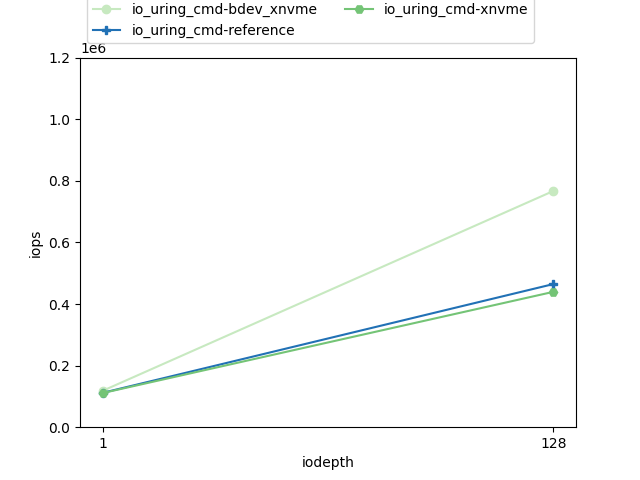 io_uring_cmd-bdev_xnvme io_uring_cmd-xnvme
io_uring_cmd-reference
1e6
1.2
1.0
0.8
0.6
0.4
0.2
0.0
iops
1 128
iodepth